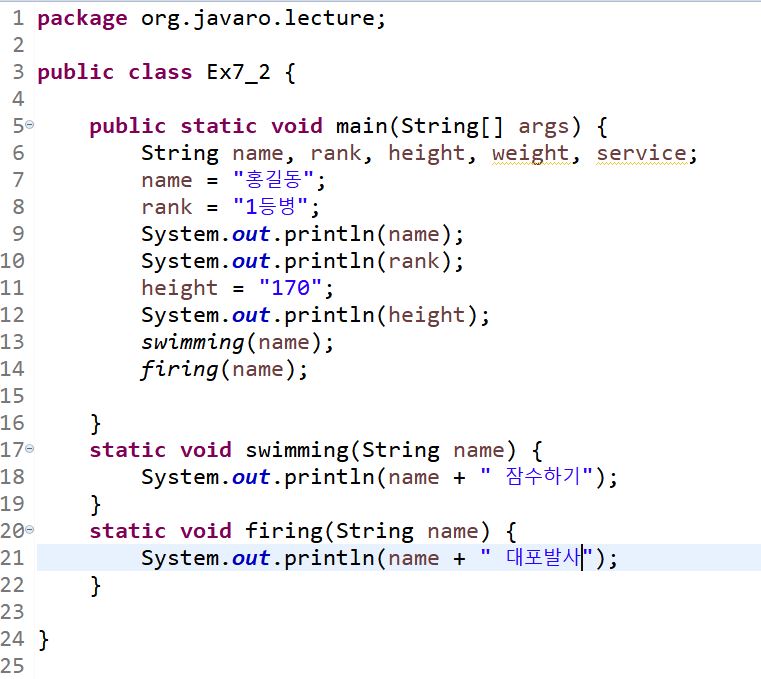 1 package org.javaro.lecture;
2
3 public class Ex7_2 {
4
5 public static void main(String[] args) {
6 String name, rank, height, weight, service;
7 name = "홍길동";
8 rank = "1등병";
9 System.out.println(name);
10 System.out.println(rank);
11 height = "170";
12 System.out.println(height);
13 swimming(name);
14 firing(name);
15
16 }
17 static void swimming(String name) {
18 System.out.println(name + " 잠수하기");
19 }
20 static void firing(String name) {
21 System.out.println(name + " 대포발사");
22 }
23
24 }
25